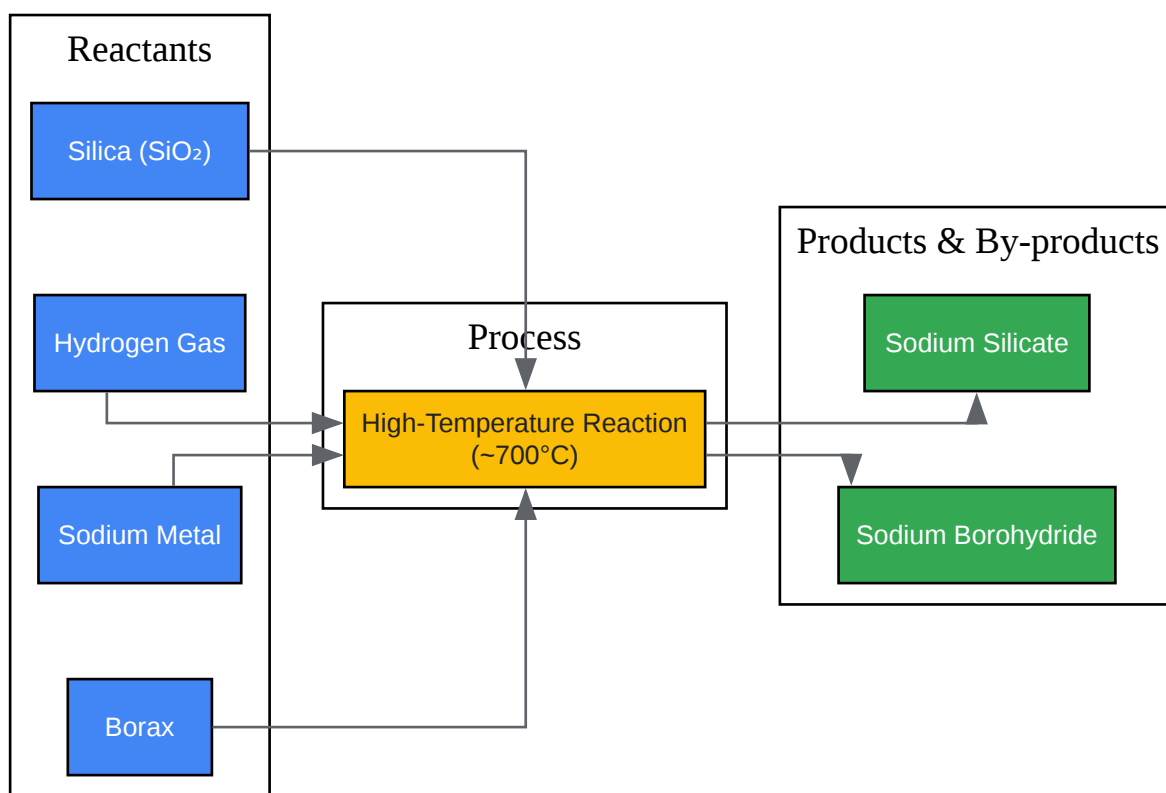 Reactants
Silica (SiO₂)
Hydrogen Gas
Sodium Metal
Borax
Process
High-Temperature Reaction
(~700°C)
Products & By-products
Sodium Silicate
Sodium Borohydride